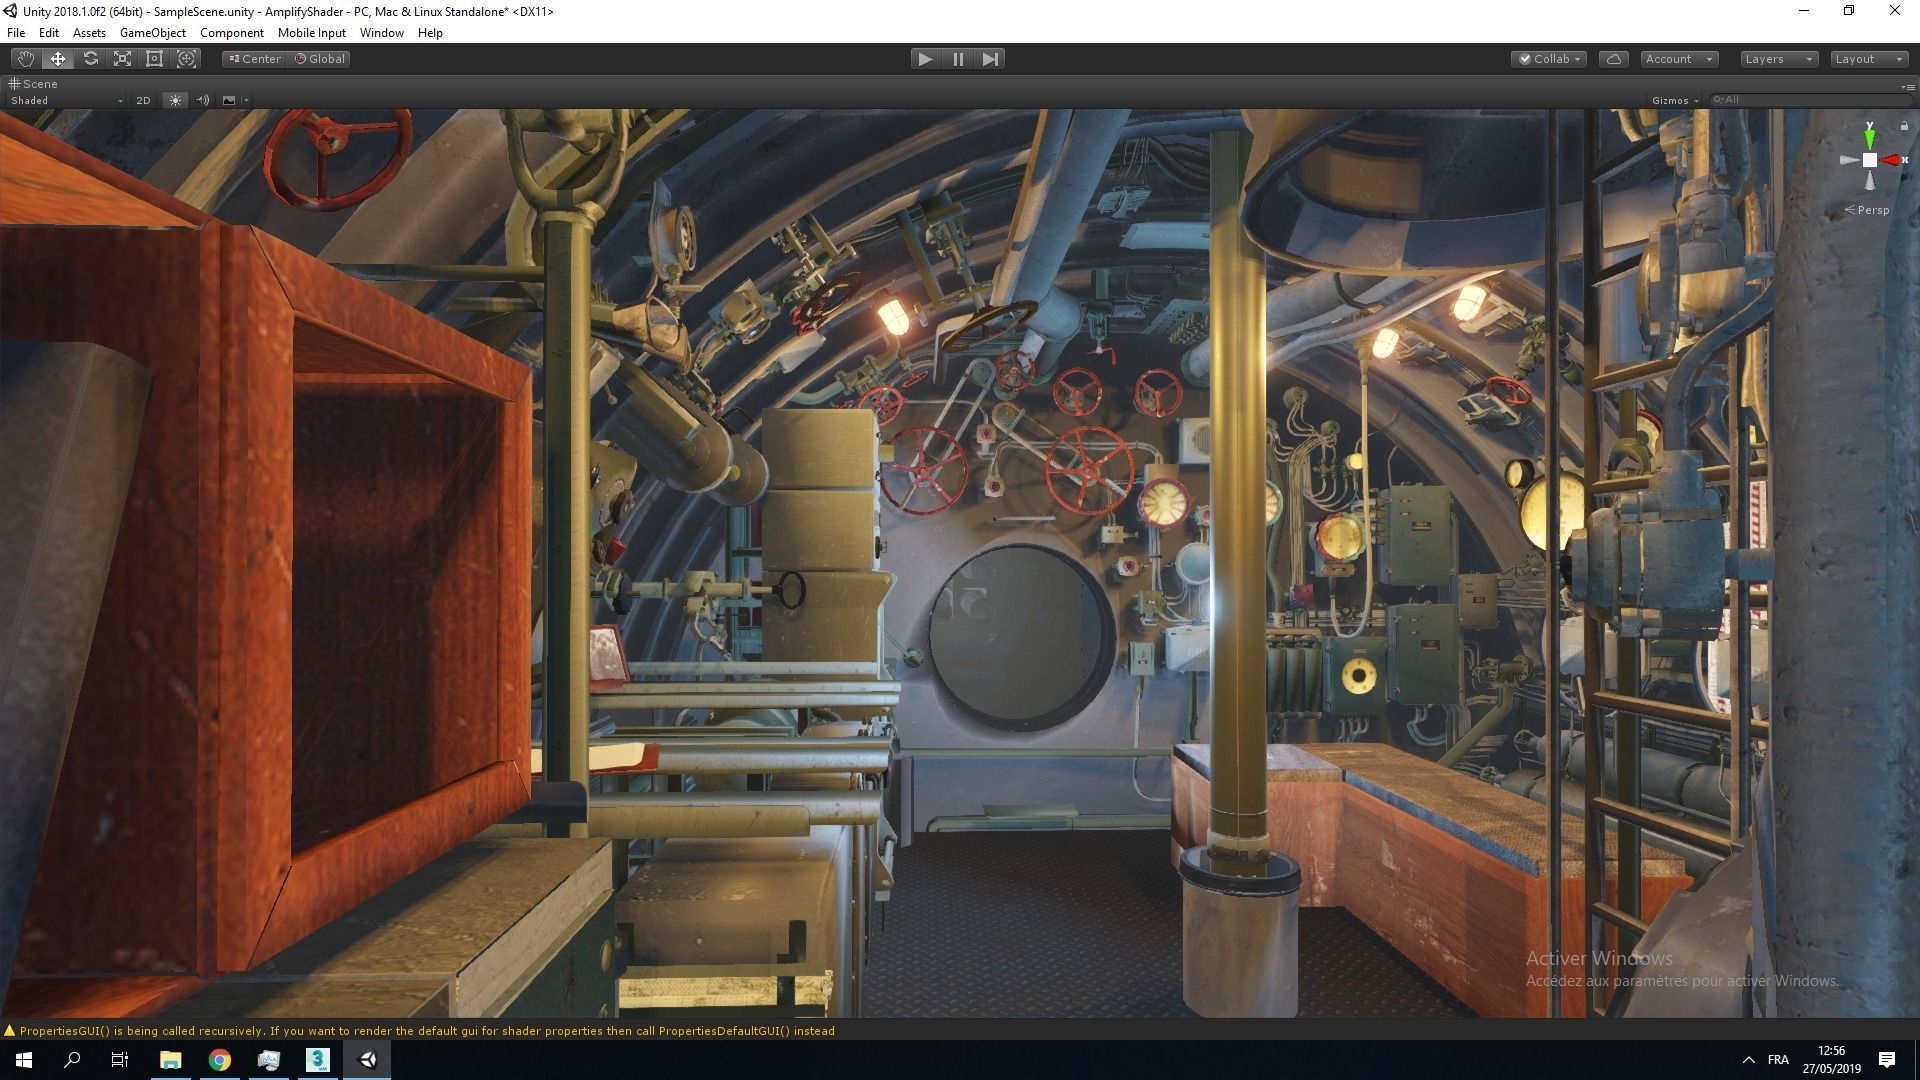 Unity 2018.1.0f2 (64bit) - SampleScene.unity - AmplifyShader - PC, Mac & Linux Standalone* <DX11>
File Edit Assets GameObject Component Mobile Input Window Help
Center Global Collab Account Layers Layout
Scene
Shaded 2D Gizmos All
y
x
Persp
Activer Windows
Accédez aux paramètres pour activer Windows.
PropertiesGUI() is being called recursively. If you want to render the default gui for shader properties then call PropertiesDefaultGUI() instead
3
FRA
12:56
27/05/2019